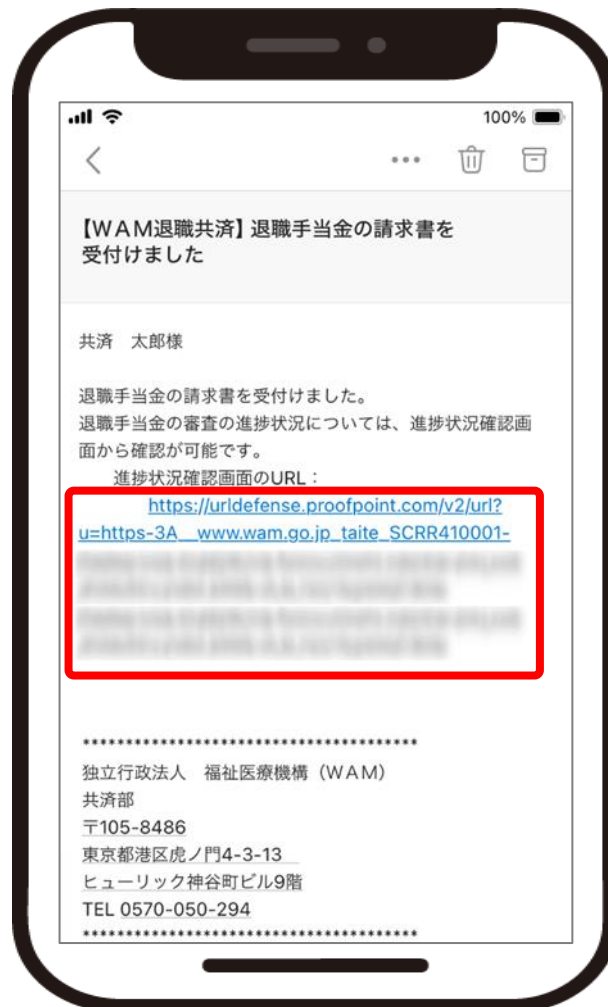 100%
【ＷＡＭ退職共済】退職手当金の請求書を
受付けました
共済　太郎様
退職手当金の請求書を受付けました。
退職手当金の審査の進捗状況については、進捗状況確認画
面から確認が可能です。
進捗状況確認画面のURL：
https://urldefense.proofpoint.com/v2/url?
u=https-3A__www.wam.go.jp_taite_SCRR410001-
***************************************
独立行政法人　福祉医療機構（ＷＡＭ）
共済部
〒105-8486
東京都港区虎ノ門4-3-13
ヒューリック神谷町ビル9階
TEL 0570-050-294
***************************************